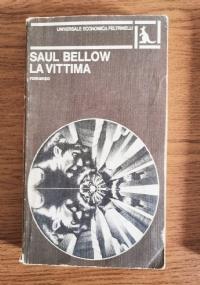 UNIVERSALE ECONOMICA FELTRINELLI
SAUL BELLOW
LA VITTIMA
romanzo